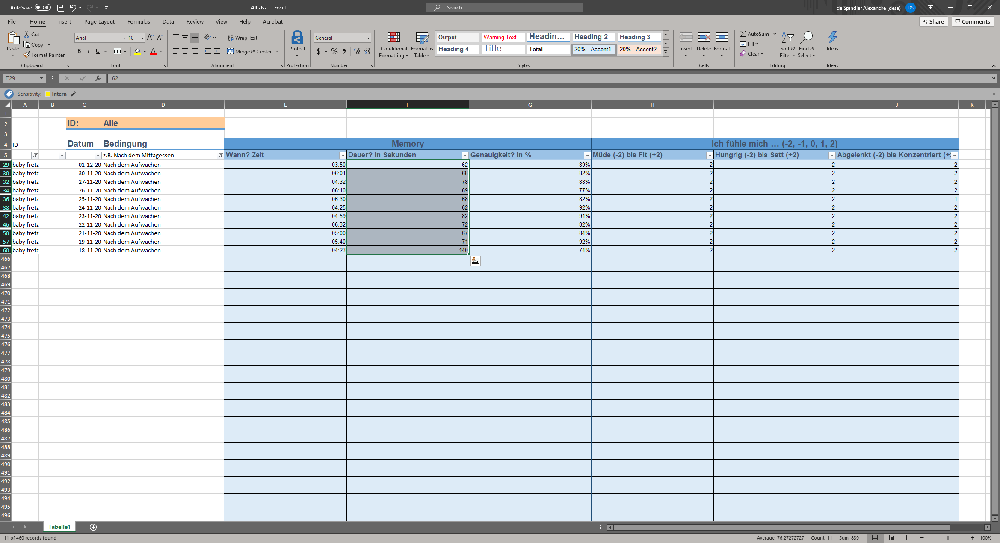 AutoSave Off All.xlsx - Excel Search de Spindler Alexandre (desa) DS
File Home Insert Page Layout Formulas Data Review View Help Acrobat Share Comments
Paste Cut Copy Format Painter Clipboard
Arial 10 A A B I U A Font
ab Wrap Text Merge & Center Alignment
Protect Protection
General $ % Number
Conditional Formatting Format as Table
Output Warning Text Headin... Heading 2 Heading 3
Heading 4 Title Total 20% - Accent1 20% - Accent2
Styles
Insert Delete Format Cells
AutoSum Fill Clear Sort & Filter Find & Select Editing
Ideas Ideas
F29 fx 62
Sensitivity: Intern
A B C D E F G H I J K
1
2 ID: Alle
3
4 ID Datum Bedingung Memory Ich fühle mich ... (-2, -1, 0, 1, 2)
5 z.B. Nach dem Mittagessen Wann? Zeit Dauer? In Sekunden Genauigkeit? In % Müde (-2) bis Fit (+2) Hungrig (-2) bis Satt (+2) Abgelenkt (-2) bis Konzentriert (+
29 baby fretz 01-12-20 Nach dem Aufwachen 03:50 62 89% 2 2 2
30 baby fretz 30-11-20 Nach dem Aufwachen 06:01 68 82% 2 2 2
32 baby fretz 27-11-20 Nach dem Aufwachen 04:32 78 88% 2 2 2
34 baby fretz 26-11-20 Nach dem Aufwachen 06:10 69 77% 2 2 2
36 baby fretz 25-11-20 Nach dem Aufwachen 06:30 68 82% 2 2 1
38 baby fretz 24-11-20 Nach dem Aufwachen 04:25 62 92% 2 2 2
42 baby fretz 23-11-20 Nach dem Aufwachen 04:59 82 91% 2 2 2
46 baby fretz 22-11-20 Nach dem Aufwachen 06:32 72 82% 2 2 2
50 baby fretz 21-11-20 Nach dem Aufwachen 05:00 67 84% 2 2 2
57 baby fretz 19-11-20 Nach dem Aufwachen 05:40 71 92% 2 2 2
60 baby fretz 18-11-20 Nach dem Aufwachen 04:23 140 74% 2 2 2
466
467
468
469
470
471
472
473
474
475
476
477
478
479
480
481
482
483
484
485
486
487
488
489
490
491
492
493
494
495
496
Tabelle1
11 of 460 records found Average: 76.27272727 Count: 11 Sum: 839 100%